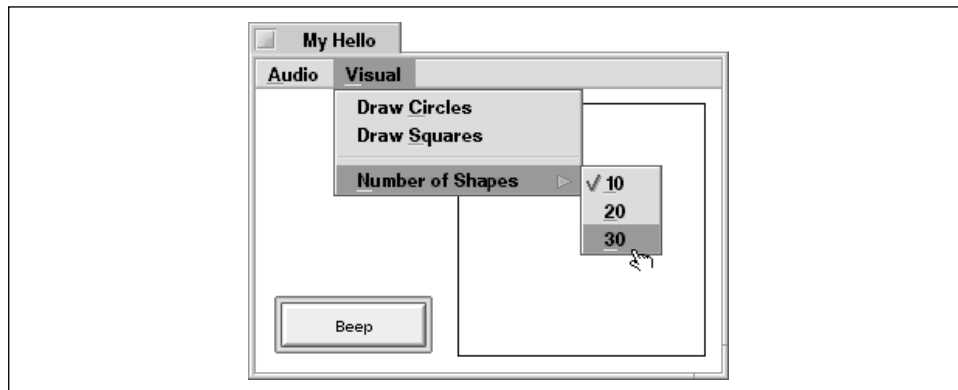 My Hello
Audio Visual
Draw Circles
Draw Squares
Number of Shapes
10
20
30
Beep